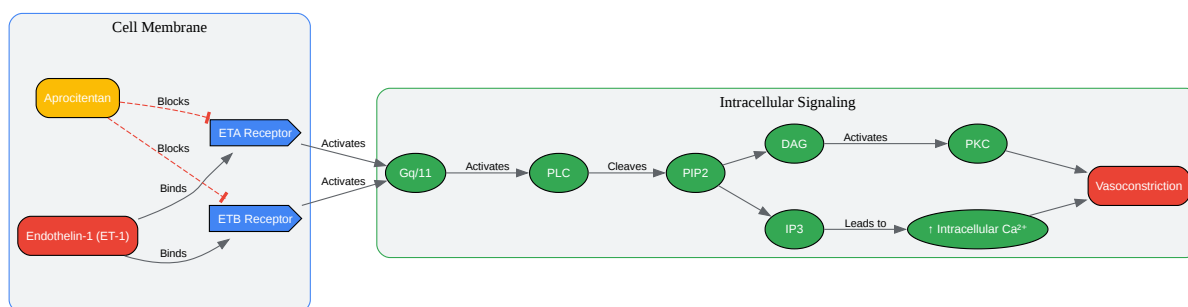 Cell Membrane
Aprocitentan
Blocks
Blocks
ETA Receptor
Binds
ETB Receptor
Endothelin-1 (ET-1)
Binds
Activates
Activates
Intracellular Signaling
Gq/11
Activates
PLC
Cleaves
PIP2
DAG
Activates
PKC
IP3
Leads to
↑ Intracellular Ca²⁺
Vasoconstriction